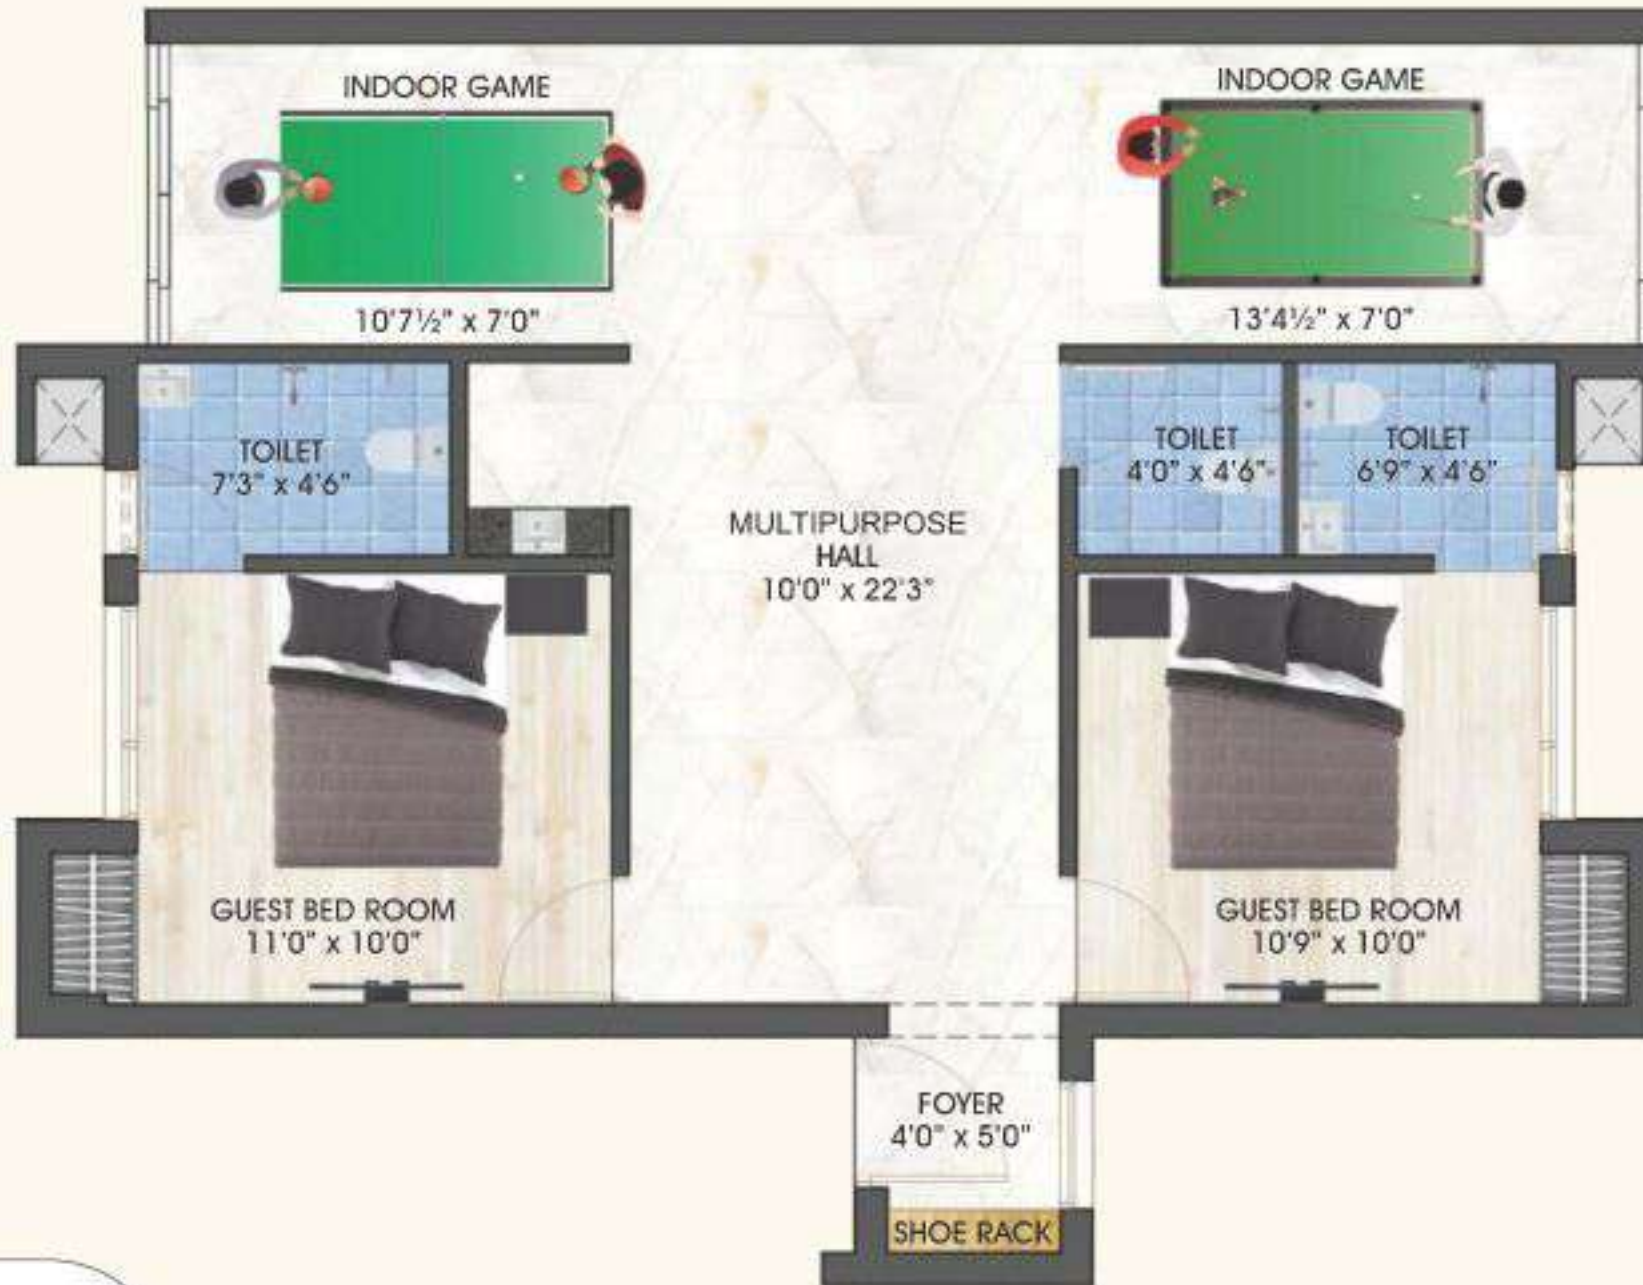 INDOOR GAME
10'7½" x 7'0"
INDOOR GAME
13'4½" x 7'0"
TOILET
7'3" x 4'6"
TOILET
4'0" x 4'6"
TOILET
6'9" x 4'6"
MULTIPURPOSE
HALL
10'0" x 22'3"
GUEST BED ROOM
11'0" x 10'0"
GUEST BED ROOM
10'9" x 10'0"
FOYER
4'0" x 5'0"
SHOE RACK